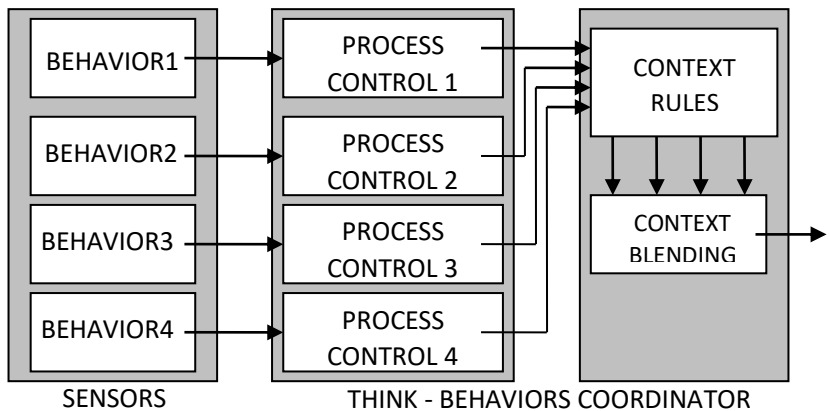 BEHAVIOR1
BEHAVIOR2
BEHAVIOR3
BEHAVIOR4
SENSORS
PROCESS
CONTROL 1
PROCESS
CONTROL 2
PROCESS
CONTROL 3
PROCESS
CONTROL 4
CONTEXT
RULES
CONTEXT
BLENDING
THINK - BEHAVIORS COORDINATOR